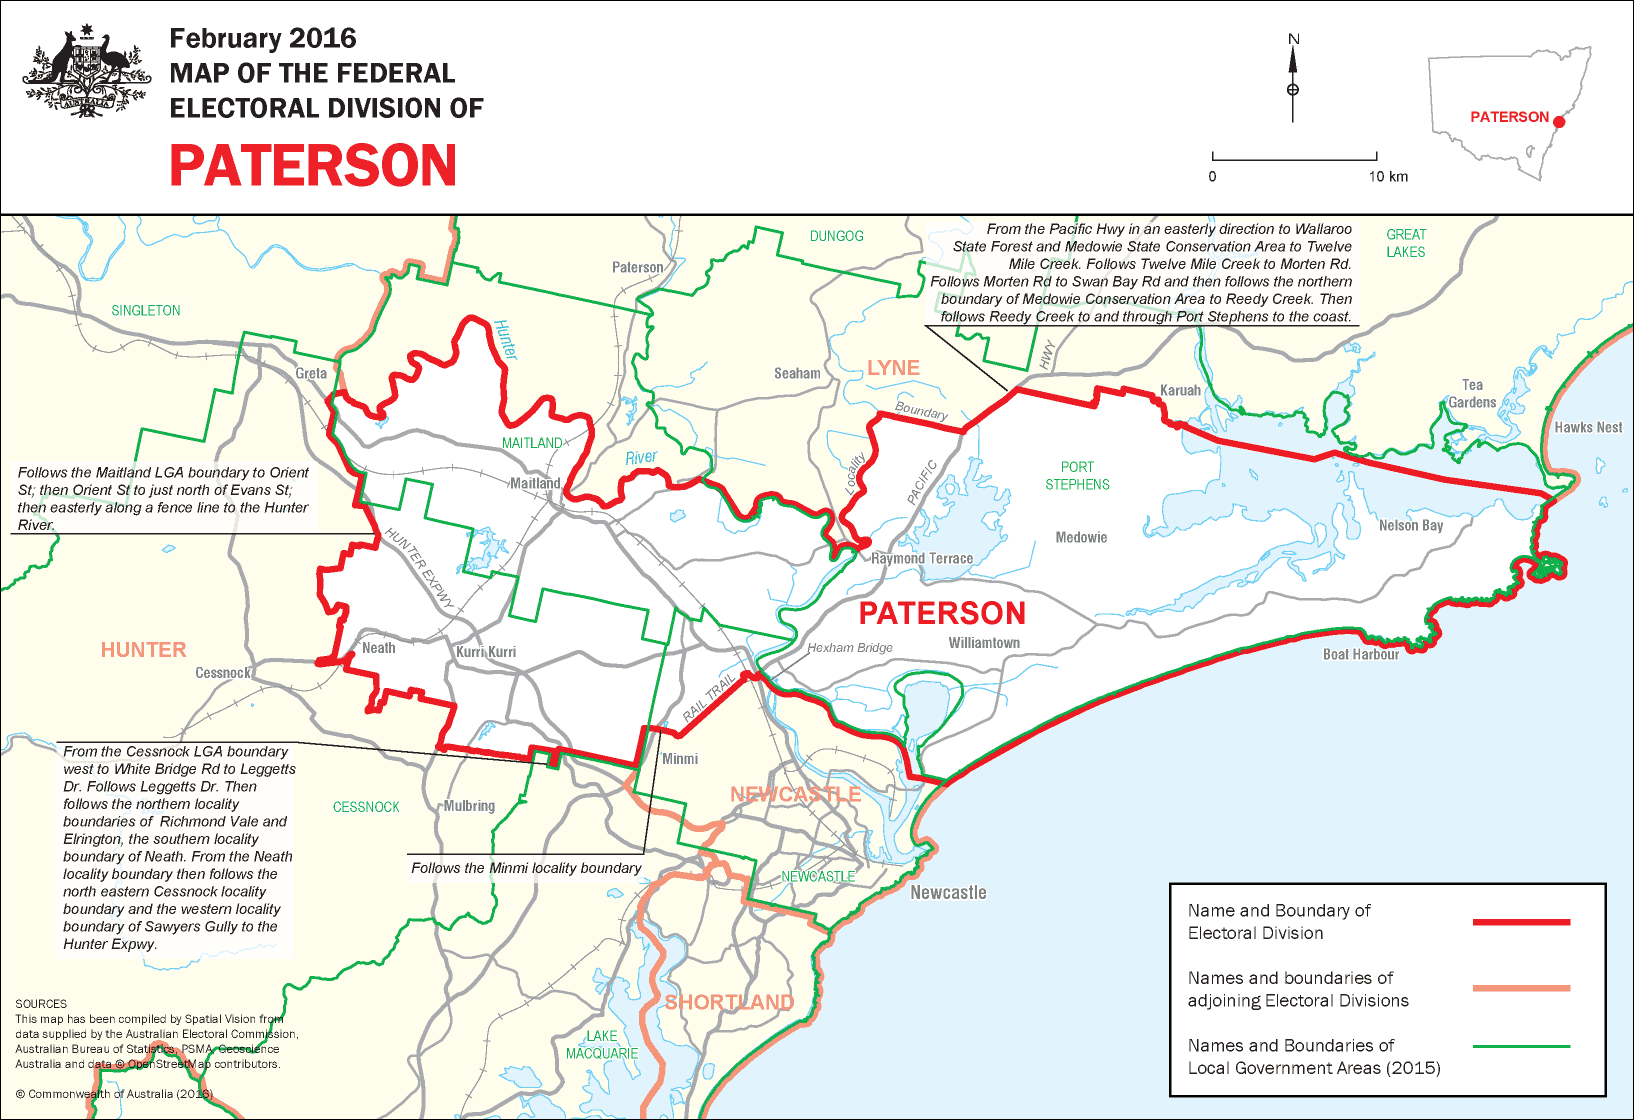 February 2016
MAP OF THE FEDERAL
ELECTORAL DIVISION OF
PATERSON
AUSTRALIA
N
0 10 km
PATERSON
From the Pacific Hwy in an easterly direction to Wallaroo
State Forest and Medowie State Conservation Area to Twelve
Mile Creek. Follows Twelve Mile Creek to Morten Rd.
Follows Morten Rd to Swan Bay Rd and then follows the northern
boundary of Medowie Conservation Area to Reedy Creek. Then
follows Reedy Creek to and through Port Stephens to the coast.
DUNGOG
GREAT
LAKES
Paterson
SINGLETON
Hunter
HWY
LYNE
Greta
Seaham
Karuah
Tea
Gardens
Boundary
Hawks Nest
MAITLAND
River
Locality
PACIFIC
PORT
STEPHENS
Follows the Maitland LGA boundary to Orient
St; then Orient St to just north of Evans St;
then easterly along a fence line to the Hunter
River.
Maitland
Nelson Bay
Medowie
HUNTER EXPWY
Raymond Terrace
PATERSON
HUNTER
Neath
Kurri Kurri
Hexham Bridge
Williamtown
Boat Harbour
Cessnock
RAIL TRAIL
From the Cessnock LGA boundary
west to White Bridge Rd to Leggetts
Dr. Follows Leggetts Dr. Then
follows the northern locality
boundaries of Richmond Vale and
Elrington, the southern locality
boundary of Neath. From the Neath
locality boundary then follows the
north eastern Cessnock locality
boundary and the western locality
boundary of Sawyers Gully to the
Hunter Expwy.
Minmi
NEWCASTLE
CESSNOCK
Mulbring
Follows the Minmi locality boundary
NEWCASTLE
Newcastle
SHORTLAND
LAKE
MACQUARIE
Name and Boundary of
Electoral Division
Names and boundaries of
adjoining Electoral Divisions
Names and Boundaries of
Local Government Areas (2015)
SOURCES
This map has been compiled by Spatial Vision from
data supplied by the Australian Electoral Commission,
Australian Bureau of Statistics, PSMA, Geoscience
Australia and data © OpenStreetMap contributors.
© Commonwealth of Australia (2016)